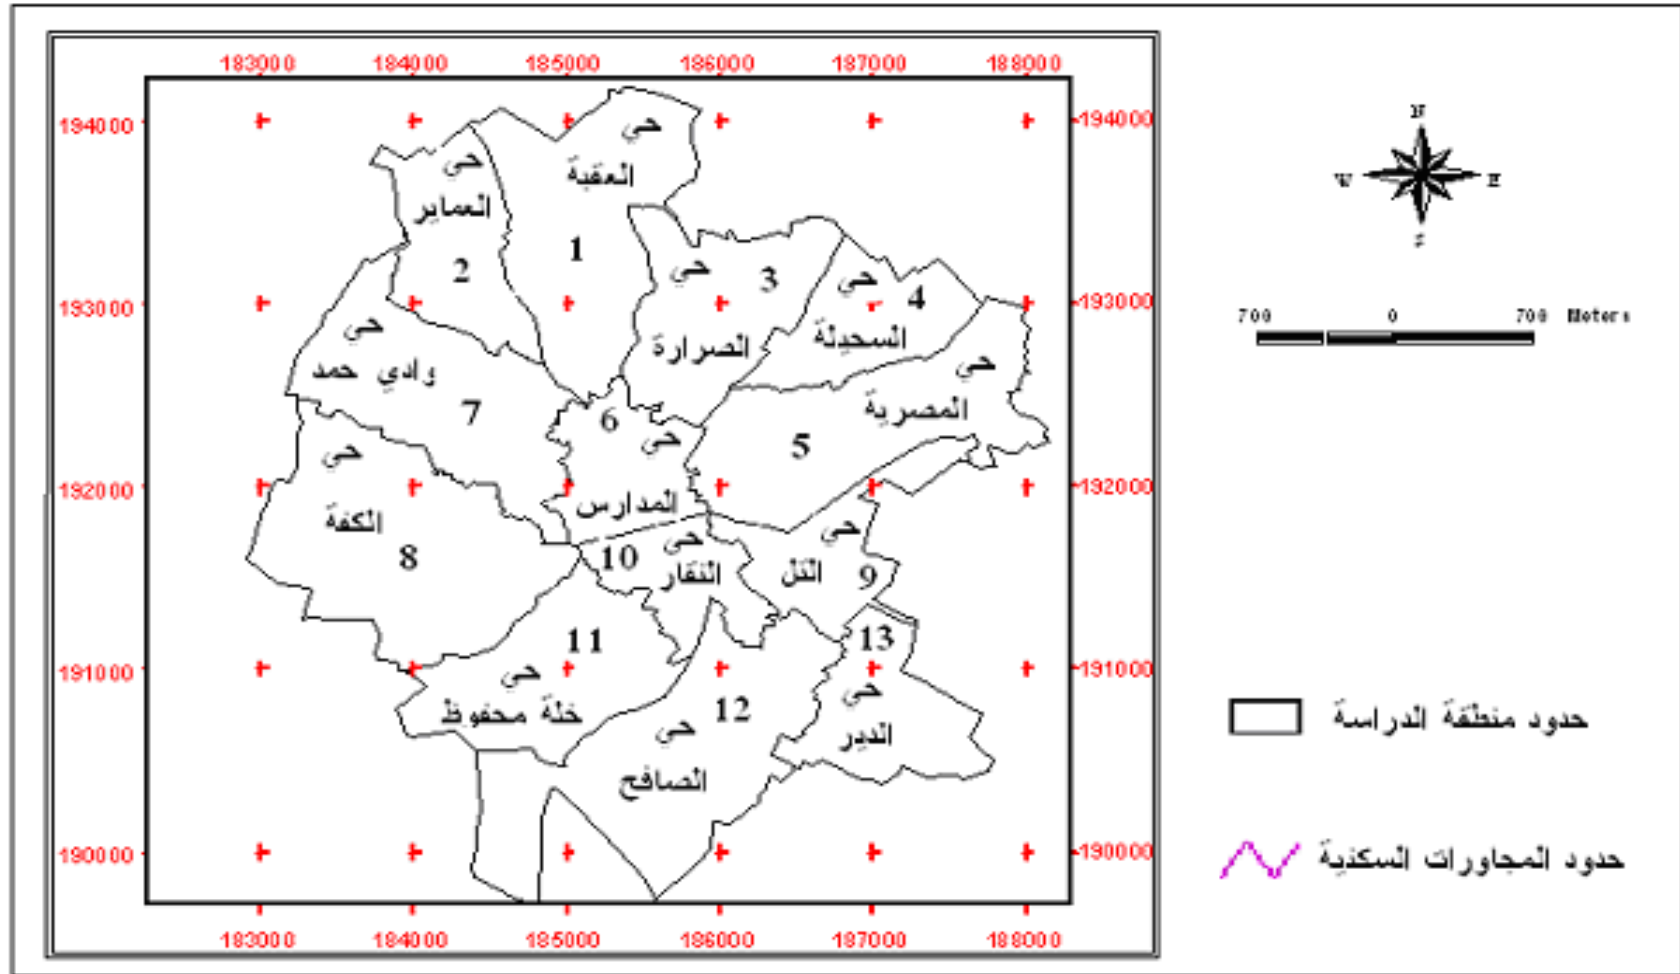 183000 184000 185000 186000 187000 188000
194000 194000
193000 193000
192000 192000
191000 191000
190000 190000
183000 184000 185000 186000 187000 188000
حي
العقبة
1
حي
العماير
2
حي
الصرارة
3
حي
السحدلة
4
حي
المصرية
5
6
حي
المدارس
حي
وادي حمد
7
حي
الكفة
8
حي
التل
9
10
حي
النقار
11
حي
خلة محفوظ
12
حي
الصافح
13
حي
الدير
N
W E
S
700 0 700 Meters
حدود منطقة الدراسة
حدود المجاورات السكنية